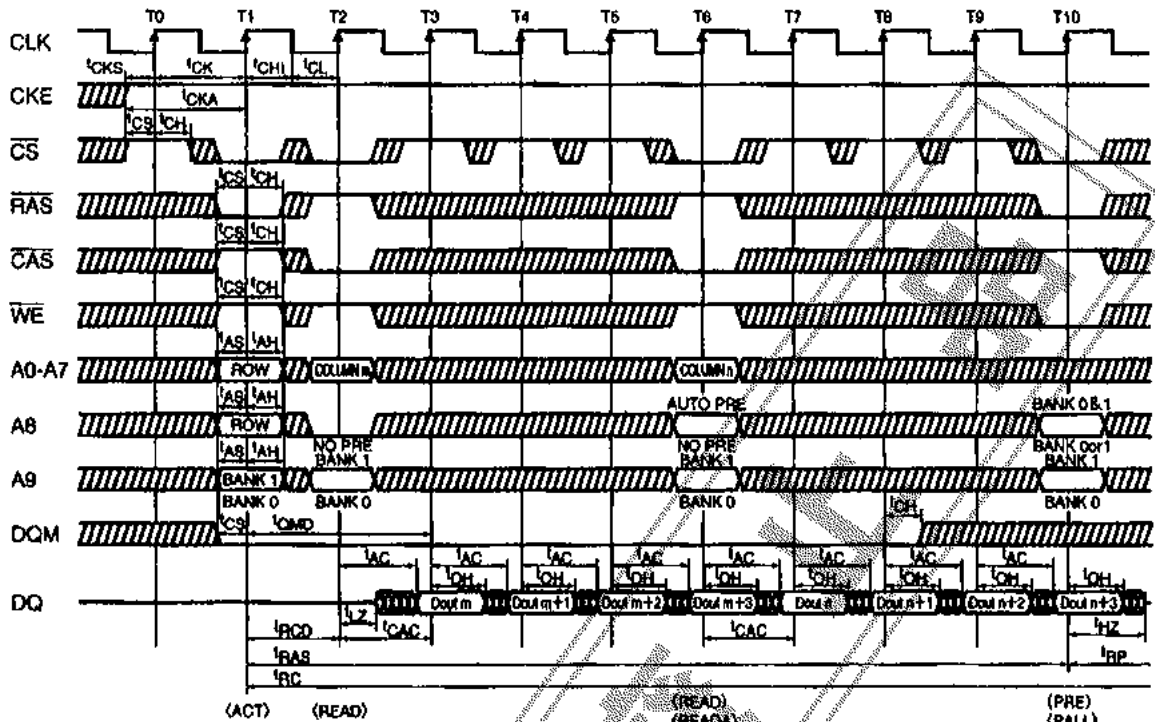 T0 T1 T2 T3 T4 T5 T6 T7 T8 T9 T10
CLK
tCKS tCK tCHI tCL
CKE
tCKA
tCS tCH
CS
tCS tCH
RAS
tCS tCH
CAS
tCS tCH
WE
tAS tAH
A0-A7 ROW COLUMN m COLUMN n
tAS tAH AUTO PRE BANK 0&1
A8 ROW
NO PRE NO PRE BANK 0or1
tAS tAH BANK 1 BANK 1 BANK 1
A9 BANK 1
BANK 0 BANK 0 BANK 0 BANK 0
tCH
DQM tCS tQMD
tAC tAC tAC tAC tAC tAC tAC tAC
tOH tOH tOH tOH tOH tOH tOH tOH
DQ Dout m Dout m+1 Dout m+2 Dout m+3 Dout n Dout n+1 Dout n+2 Dout n+3
tLZ
tRCD tCAC tCAC tHZ
tRAS tRP
tRC
(ACT) (READ) (READ) (PRE)
(READA) (PALL)